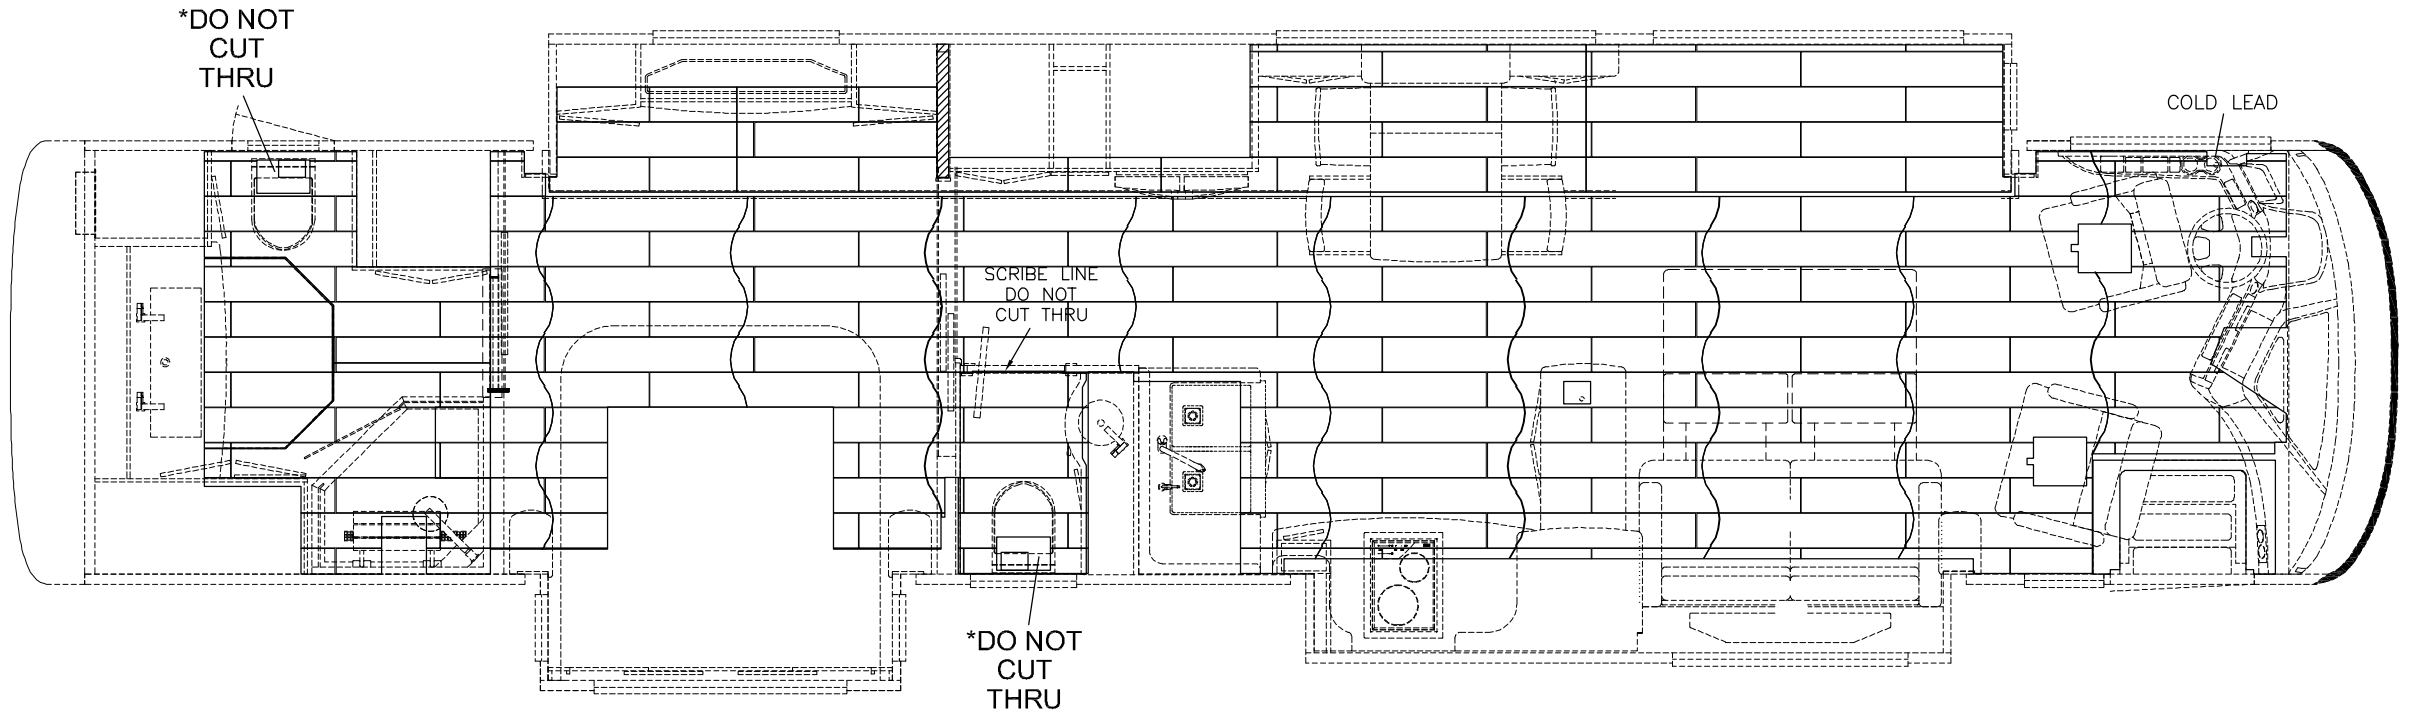 *DO NOT
CUT
THRU
COLD LEAD
SCRIBE LINE
DO NOT
CUT THRU
*DO NOT
CUT
THRU